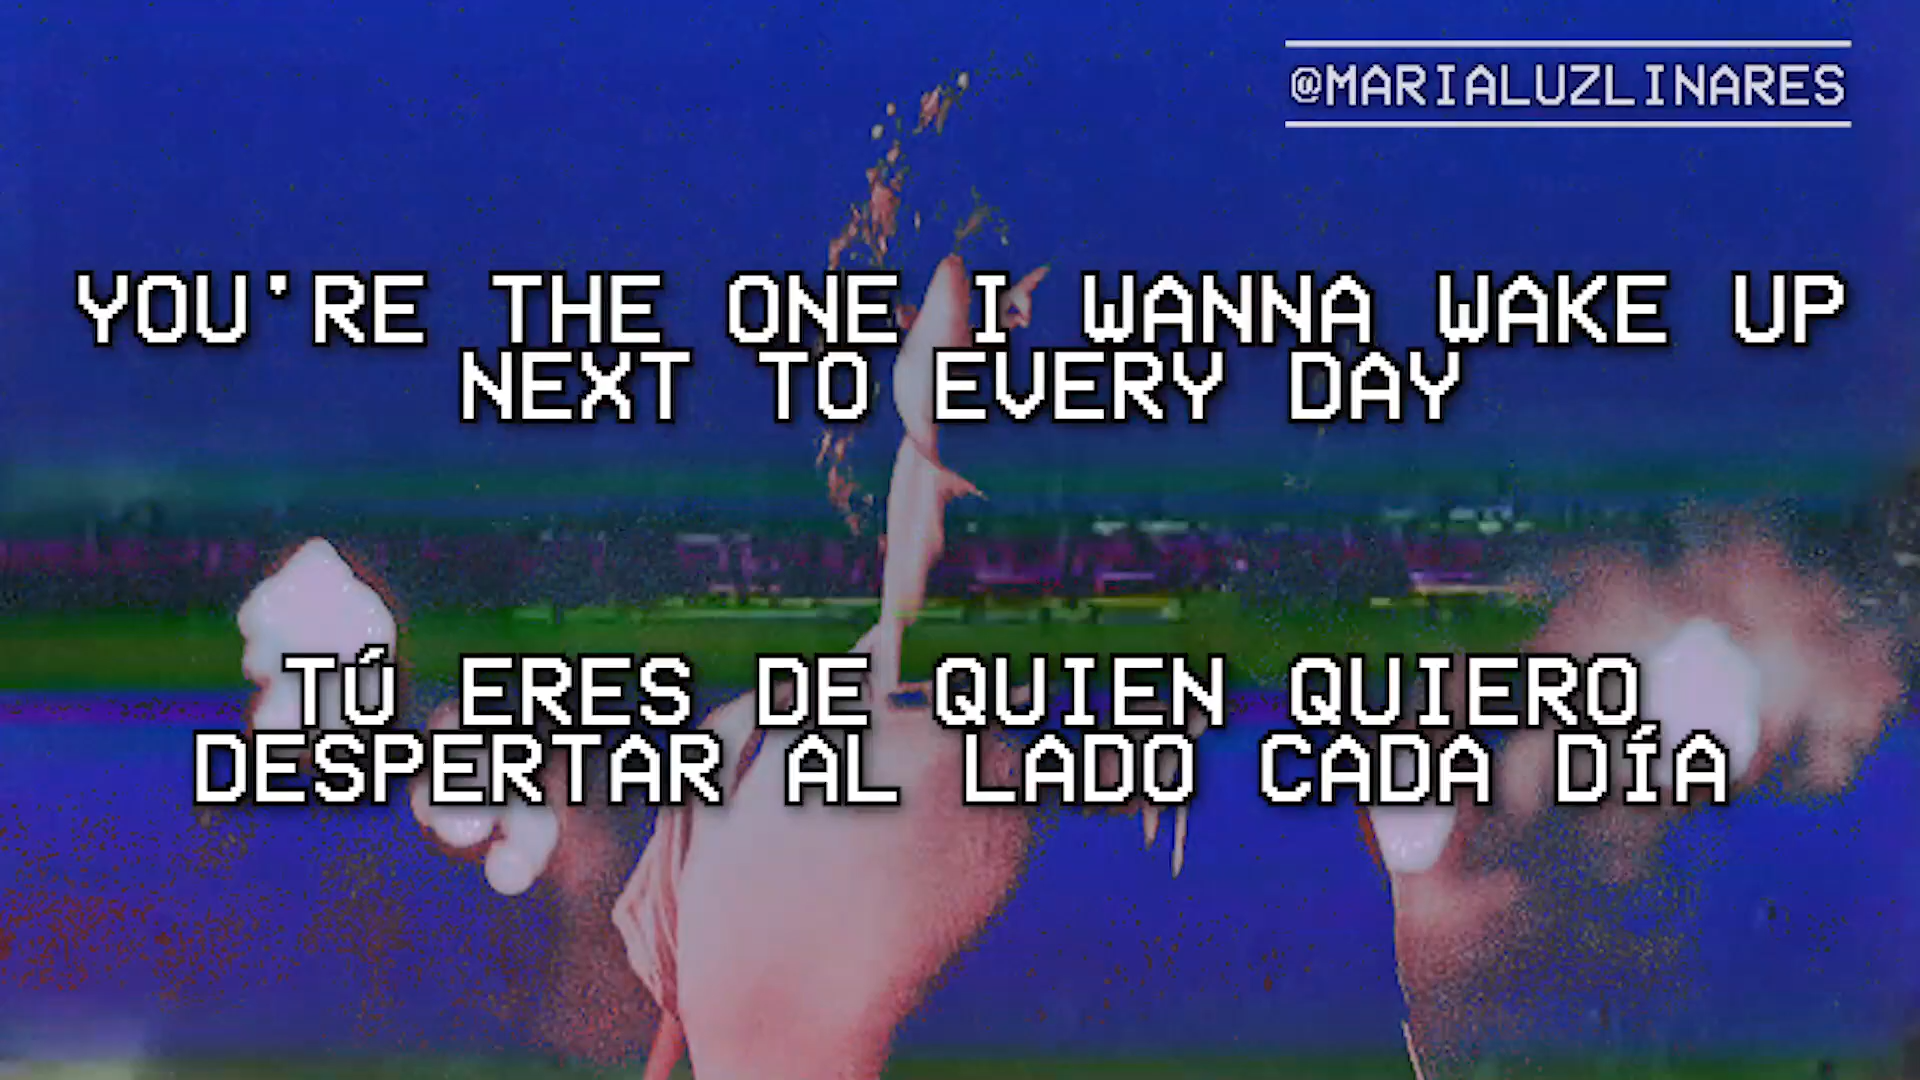 @MARIALUZLINARES
YOU'RE THE ONE I WANNA WAKE UP
NEXT TO EVERY DAY
TÚ ERES DE QUIEN QUIERO
DESPERTAR AL LADO CADA DÍA